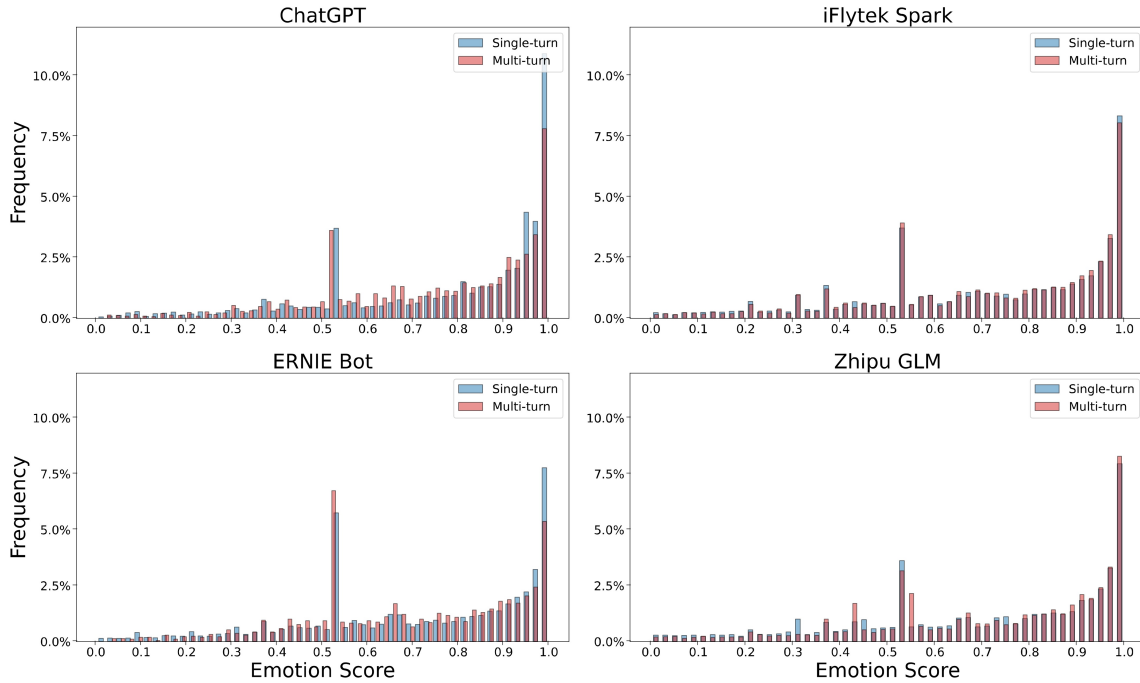 ChatGPT
Frequency
10.0%
7.5%
5.0%
2.5%
0.0%
0.0 0.1 0.2 0.3 0.4 0.5 0.6 0.7 0.8 0.9 1.0
Single-turn
Multi-turn
iFlytek Spark
10.0%
7.5%
5.0%
2.5%
0.0%
0.0 0.1 0.2 0.3 0.4 0.5 0.6 0.7 0.8 0.9 1.0
Single-turn
Multi-turn
ERNIE Bot
Frequency
10.0%
7.5%
5.0%
2.5%
0.0%
0.0 0.1 0.2 0.3 0.4 0.5 0.6 0.7 0.8 0.9 1.0
Emotion Score
Single-turn
Multi-turn
Zhipu GLM
10.0%
7.5%
5.0%
2.5%
0.0%
0.0 0.1 0.2 0.3 0.4 0.5 0.6 0.7 0.8 0.9 1.0
Emotion Score
Single-turn
Multi-turn